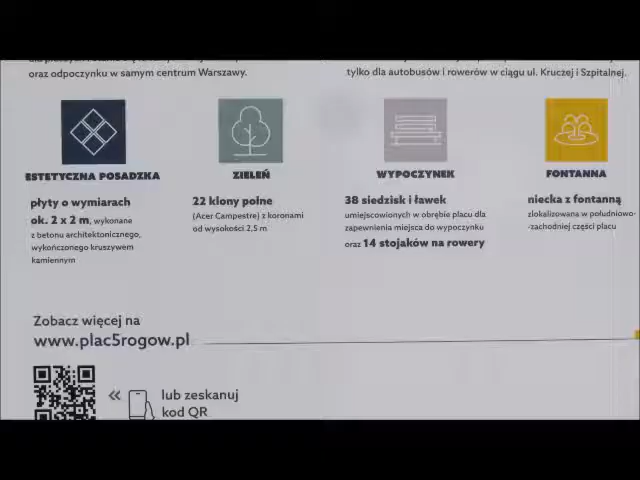 oraz odpoczynku w samym centrum Warszawy.
tylko dla autobusów i rowerów w ciągu ul. Kruczej i Szpitalnej.
ESTETYCZNA POSADZKA
płyty o wymiarach
ok. 2 x 2 m, wykonane
z betonu architektonicznego,
wykończonego kruszywem
kamiennym
ZIELEŃ
22 klony polne
(Acer Campestre) z koronami
od wysokości 2,5 m
WYPOCZYNEK
38 siedzisk i ławek
umiejscowionych w obrębie placu dla
zapewnienia miejsca do wypoczynku
oraz 14 stojaków na rowery
FONTANNA
niecka z fontanną
zlokalizowana w południowo-
-zachodniej części placu
Zobacz więcej na
www.plac5rogow.pl
« lub zeskanuj
kod QR